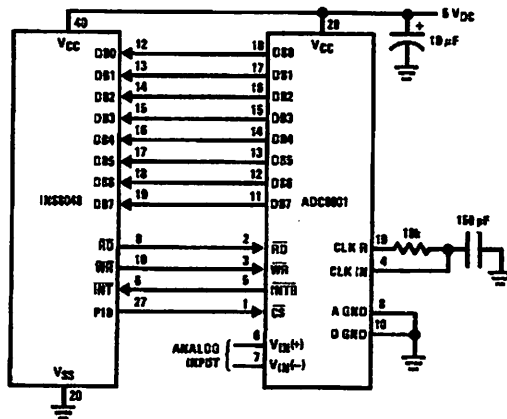 40
20
5 VDC
VCC
VCC
10 µF
DB0 12 18 DB0
DB1 13 17 DB1
DB2 14 16 DB2
DB3 15 15 DB3
DB4 16 14 DB4
DB5 17 13 DB5
DB6 18 12 DB6
DB7 19 11 DB7
INS8048
ADC0801
150 pF
RD 8 2 RD
CLK R 19 10k
WR 10 3 WR
CLK IN 4
INT 6 5 INTR
P10 27 1 CS
A GND 8
D GND 10
ANALOG INPUT
6 VIN(+)
7 VIN(−)
VSS
20